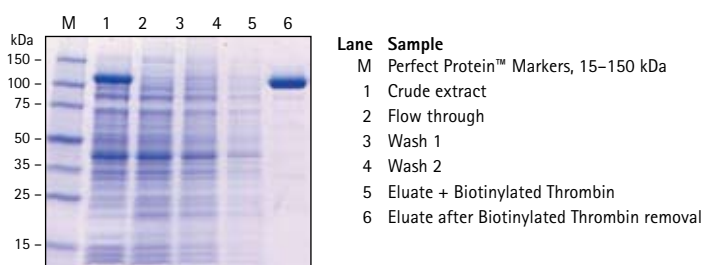 M 1 2 3 4 5 6
kDa
150 –
100 –
75 –
50 –
35 –
25 –
15 –
Lane Sample
M Perfect Protein™ Markers, 15–150 kDa
1 Crude extract
2 Flow through
3 Wash 1
4 Wash 2
5 Eluate + Biotinylated Thrombin
6 Eluate after Biotinylated Thrombin removal